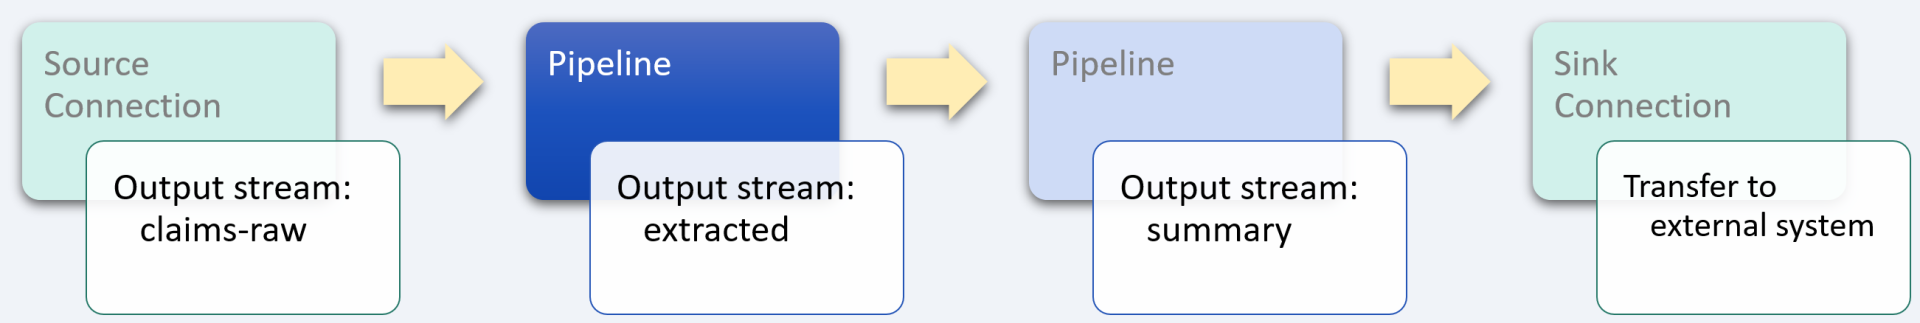 Source
Connection
Output stream:
claims-raw
Pipeline
Output stream:
extracted
Pipeline
Output stream:
summary
Sink
Connection
Transfer to
external system